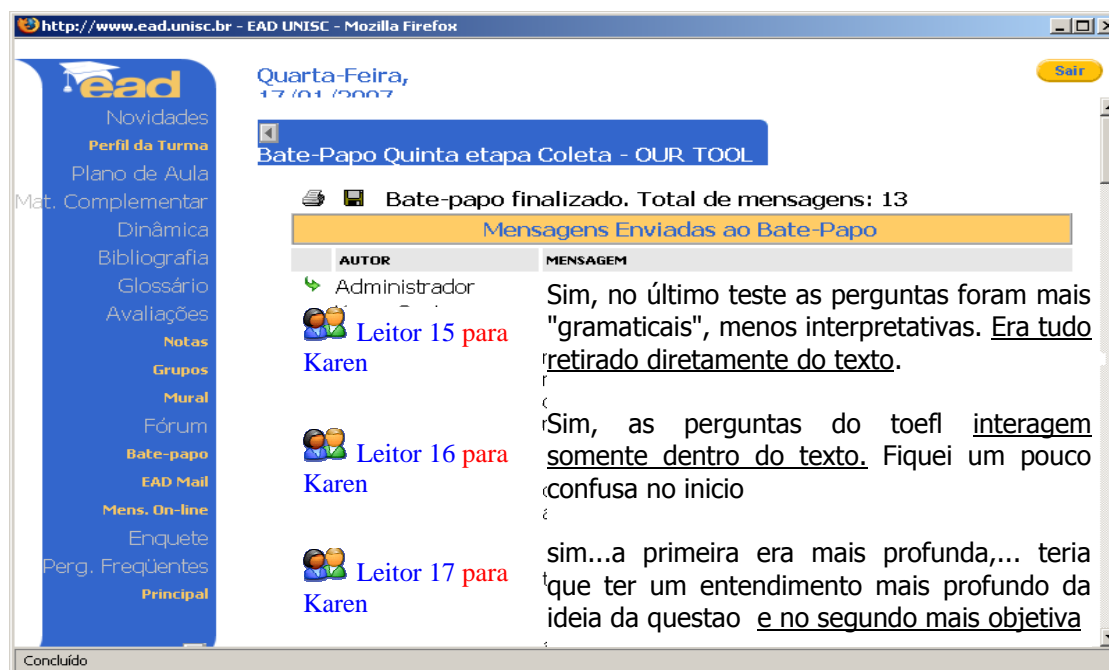 http://www.ead.unisc.br - EAD UNISC - Mozilla Firefox
ead
Quarta-Feira,
17/01/2007
Sair
Novidades
Perfil da Turma
Plano de Aula
Mat. Complementar
Dinâmica
Bibliografia
Glossário
Avaliações
Notas
Grupos
Mural
Fórum
Bate-papo
EAD Mail
Mens. On-line
Enquete
Perg. Freqüentes
Principal
Bate-Papo Quinta etapa Coleta - OUR TOOL
Bate-papo finalizado. Total de mensagens: 13
Mensagens Enviadas ao Bate-Papo
AUTOR MENSAGEM
Administrador
Leitor 15 para
Karen
Sim, no último teste as perguntas foram mais
"gramaticais", menos interpretativas. Era tudo
retirado diretamente do texto.
Leitor 16 para
Karen
Sim, as perguntas do toefl interagem
somente dentro do texto. Fiquei um pouco
confusa no inicio
Leitor 17 para
Karen
sim...a primeira era mais profunda,... teria
que ter um entendimento mais profundo da
ideia da questao e no segundo mais objetiva
Concluído